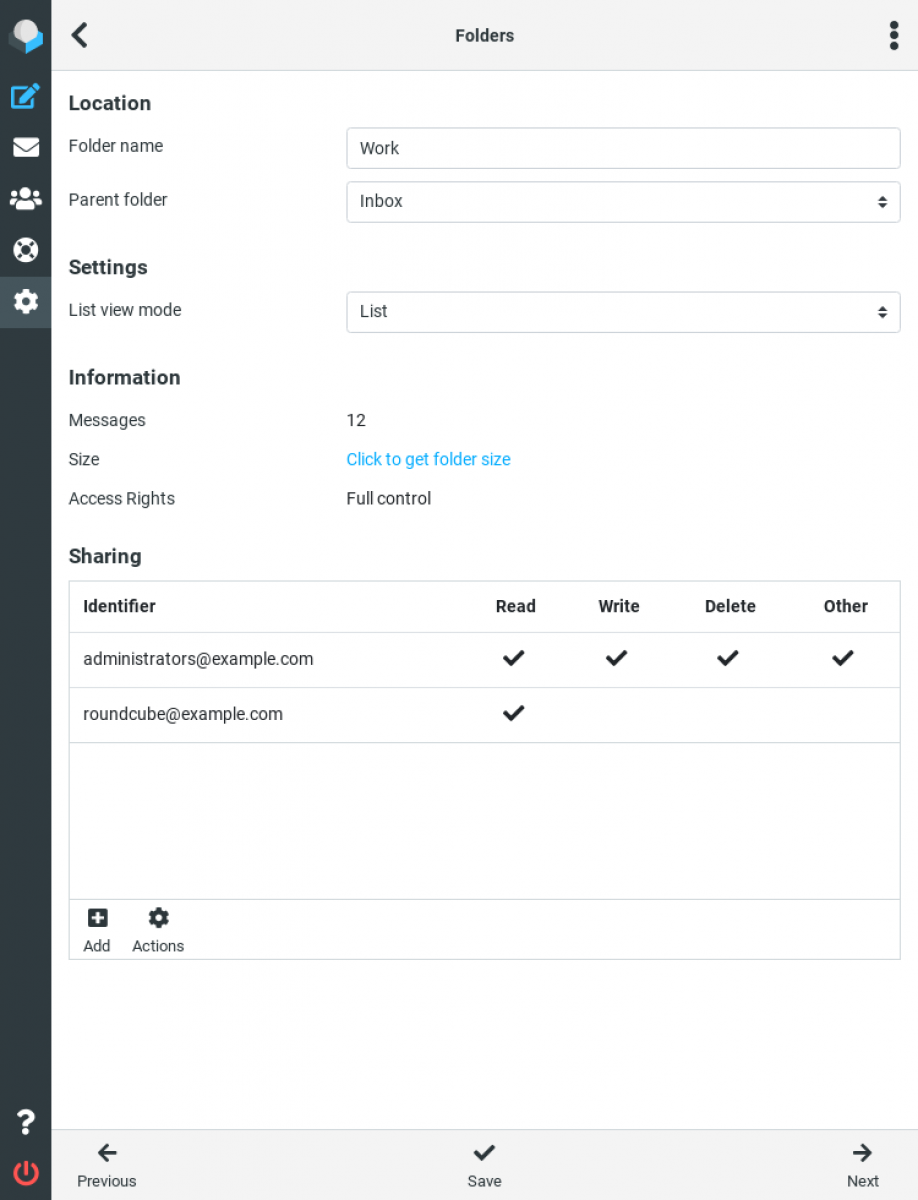 Folders
Location
Folder name Work
Parent folder Inbox
Settings
List view mode List
Information
Messages 12
Size Click to get folder size
Access Rights Full control
Sharing
Identifier Read Write Delete Other
administrators@example.com
roundcube@example.com
Add Actions
Previous Save Next